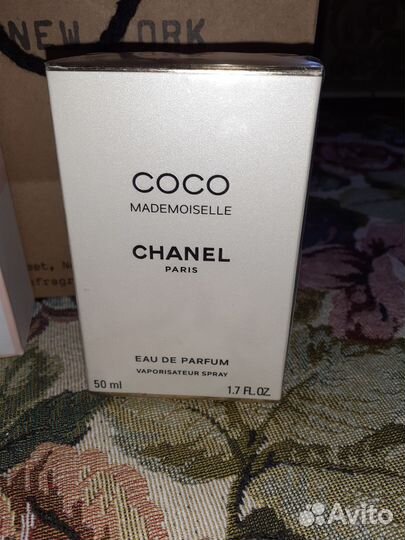 NEW YORK
COCO
MADEMOISELLE
CHANEL
PARIS
EAU DE PARFUM
VAPORISATEUR SPRAY
50 ml 1.7 FL.OZ.
Avito